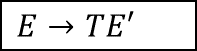 E → TE′